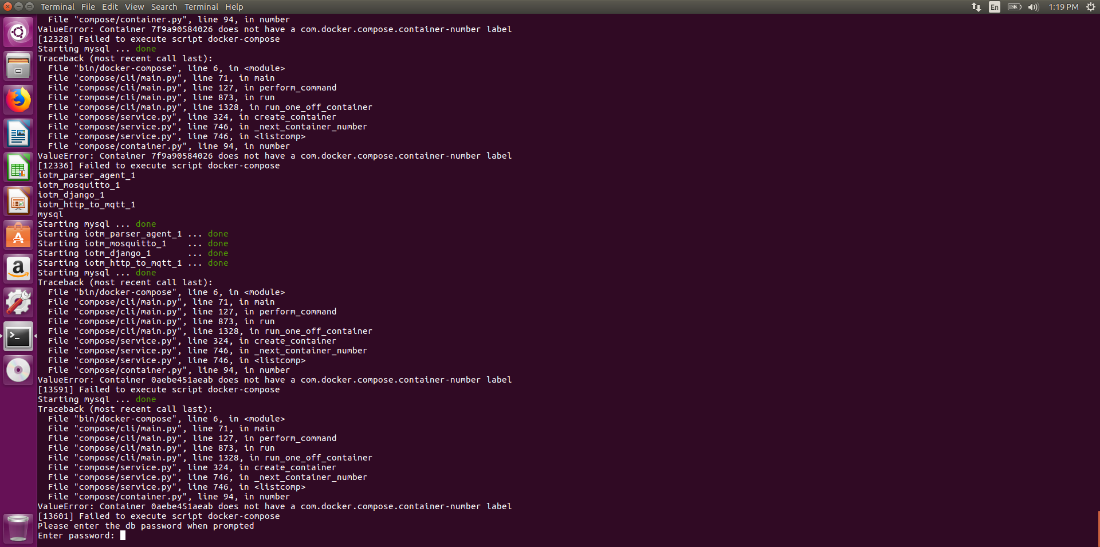 Terminal File Edit View Search Terminal Help En 1:19 PM
File "compose/container.py", line 94, in number
ValueError: Container 7f9a90584026 does not have a com.docker.compose.container-number label
[12328] Failed to execute script docker-compose
Starting mysql ... done
Traceback (most recent call last):
File "bin/docker-compose", line 6, in <module>
File "compose/cli/main.py", line 71, in main
File "compose/cli/main.py", line 127, in perform_command
File "compose/cli/main.py", line 873, in run
File "compose/cli/main.py", line 1328, in run_one_off_container
File "compose/service.py", line 324, in create_container
File "compose/service.py", line 746, in _next_container_number
File "compose/service.py", line 746, in <listcomp>
File "compose/container.py", line 94, in number
ValueError: Container 7f9a90584026 does not have a com.docker.compose.container-number label
[12336] Failed to execute script docker-compose
iotm_parser_agent_1
iotm_mosquitto_1
iotm_django_1
iotm_http_to_mqtt_1
mysql
Starting mysql ... done
Starting iotm_parser_agent_1 ... done
Starting iotm_mosquitto_1 ... done
Starting iotm_django_1 ... done
Starting iotm_http_to_mqtt_1 ... done
Starting mysql ... done
Traceback (most recent call last):
File "bin/docker-compose", line 6, in <module>
File "compose/cli/main.py", line 71, in main
File "compose/cli/main.py", line 127, in perform_command
File "compose/cli/main.py", line 873, in run
File "compose/cli/main.py", line 1328, in run_one_off_container
File "compose/service.py", line 324, in create_container
File "compose/service.py", line 746, in _next_container_number
File "compose/service.py", line 746, in <listcomp>
File "compose/container.py", line 94, in number
ValueError: Container 0aebe451aeab does not have a com.docker.compose.container-number label
[13591] Failed to execute script docker-compose
Starting mysql ... done
Traceback (most recent call last):
File "bin/docker-compose", line 6, in <module>
File "compose/cli/main.py", line 71, in main
File "compose/cli/main.py", line 127, in perform_command
File "compose/cli/main.py", line 873, in run
File "compose/cli/main.py", line 1328, in run_one_off_container
File "compose/service.py", line 324, in create_container
File "compose/service.py", line 746, in _next_container_number
File "compose/service.py", line 746, in <listcomp>
File "compose/container.py", line 94, in number
ValueError: Container 0aebe451aeab does not have a com.docker.compose.container-number label
[13601] Failed to execute script docker-compose
Please enter the db password when prompted
Enter password: